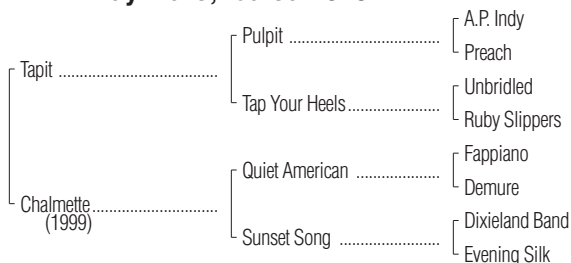 A.P. Indy
Pulpit ........................................
Preach
Tapit ..........................................
Unbridled
Tap Your Heels........................
Ruby Slippers
Fappiano
Quiet American ......................
Demure
Chalmette.................................
(1999)
Dixieland Band
Sunset Song ..........................
Evening Silk